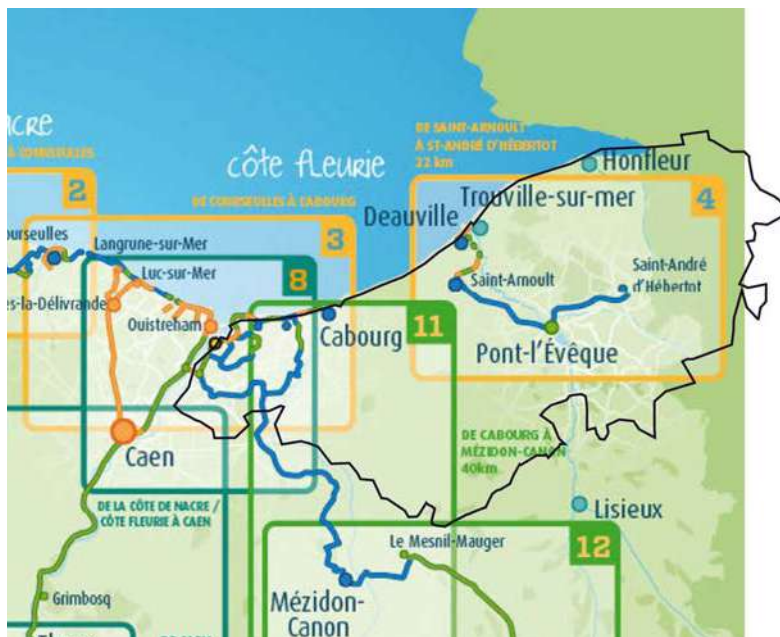 ACRE
À COURSEULLES
DE SAINT-ARNOULT
À ST-ANDRÉ D'HÉBERTOT
22 km
côte fleurie
Honfleur
2
DE COURSEULLES À CABOURG
Trouville-sur-mer
4
Deauville
ourseulles
Langrune-sur-Mer
3
Luc-sur-Mer
8
Saint-Arnoult
Saint-André
d'Hébertot
es-la-Délivrande
Ouistreham
Cabourg
11
Pont-l'Évêque
Caen
DE CABOURG À
MÉZIDON-CANON
40km
DE LA CÔTE DE NACRE /
CÔTE FLEURIE À CAEN
Lisieux
Le Mesnil-Mauger
12
Grimbosq
Mézidon-
Canon